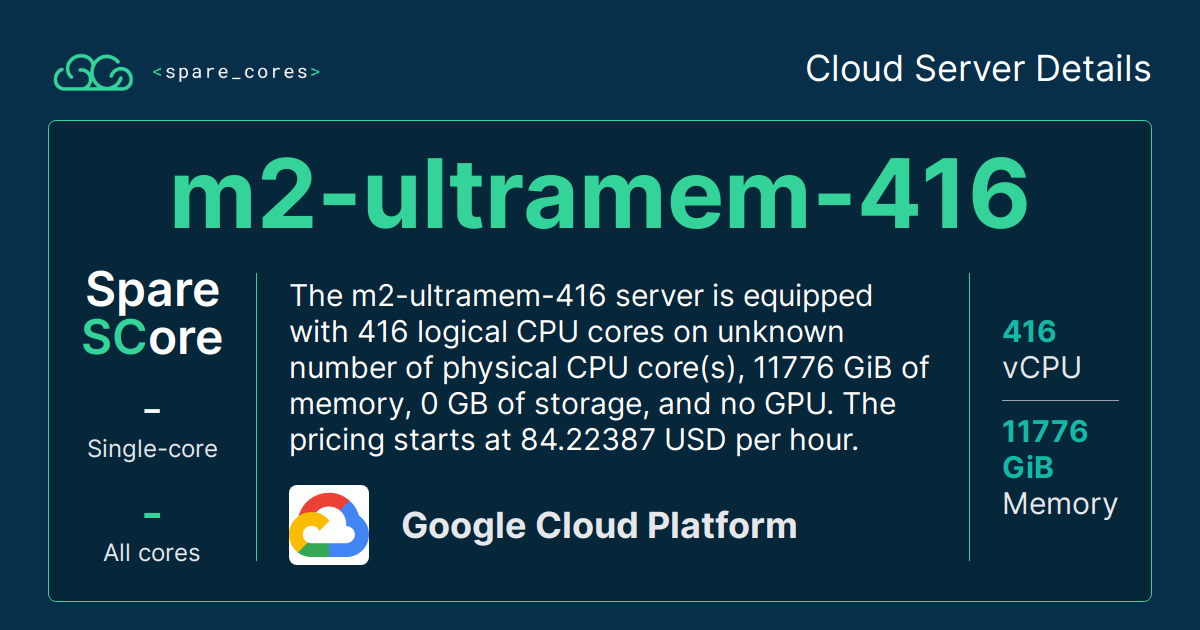 <spare_cores>
Cloud Server Details
m2-ultramem-416
Spare
SCore
–
Single-core
–
All cores
The m2-ultramem-416 server is equipped
with 416 logical CPU cores on unknown
number of physical CPU core(s), 11776 GiB of
memory, 0 GB of storage, and no GPU. The
pricing starts at 84.22387 USD per hour.
Google Cloud Platform
416
vCPU
11776
GiB
Memory